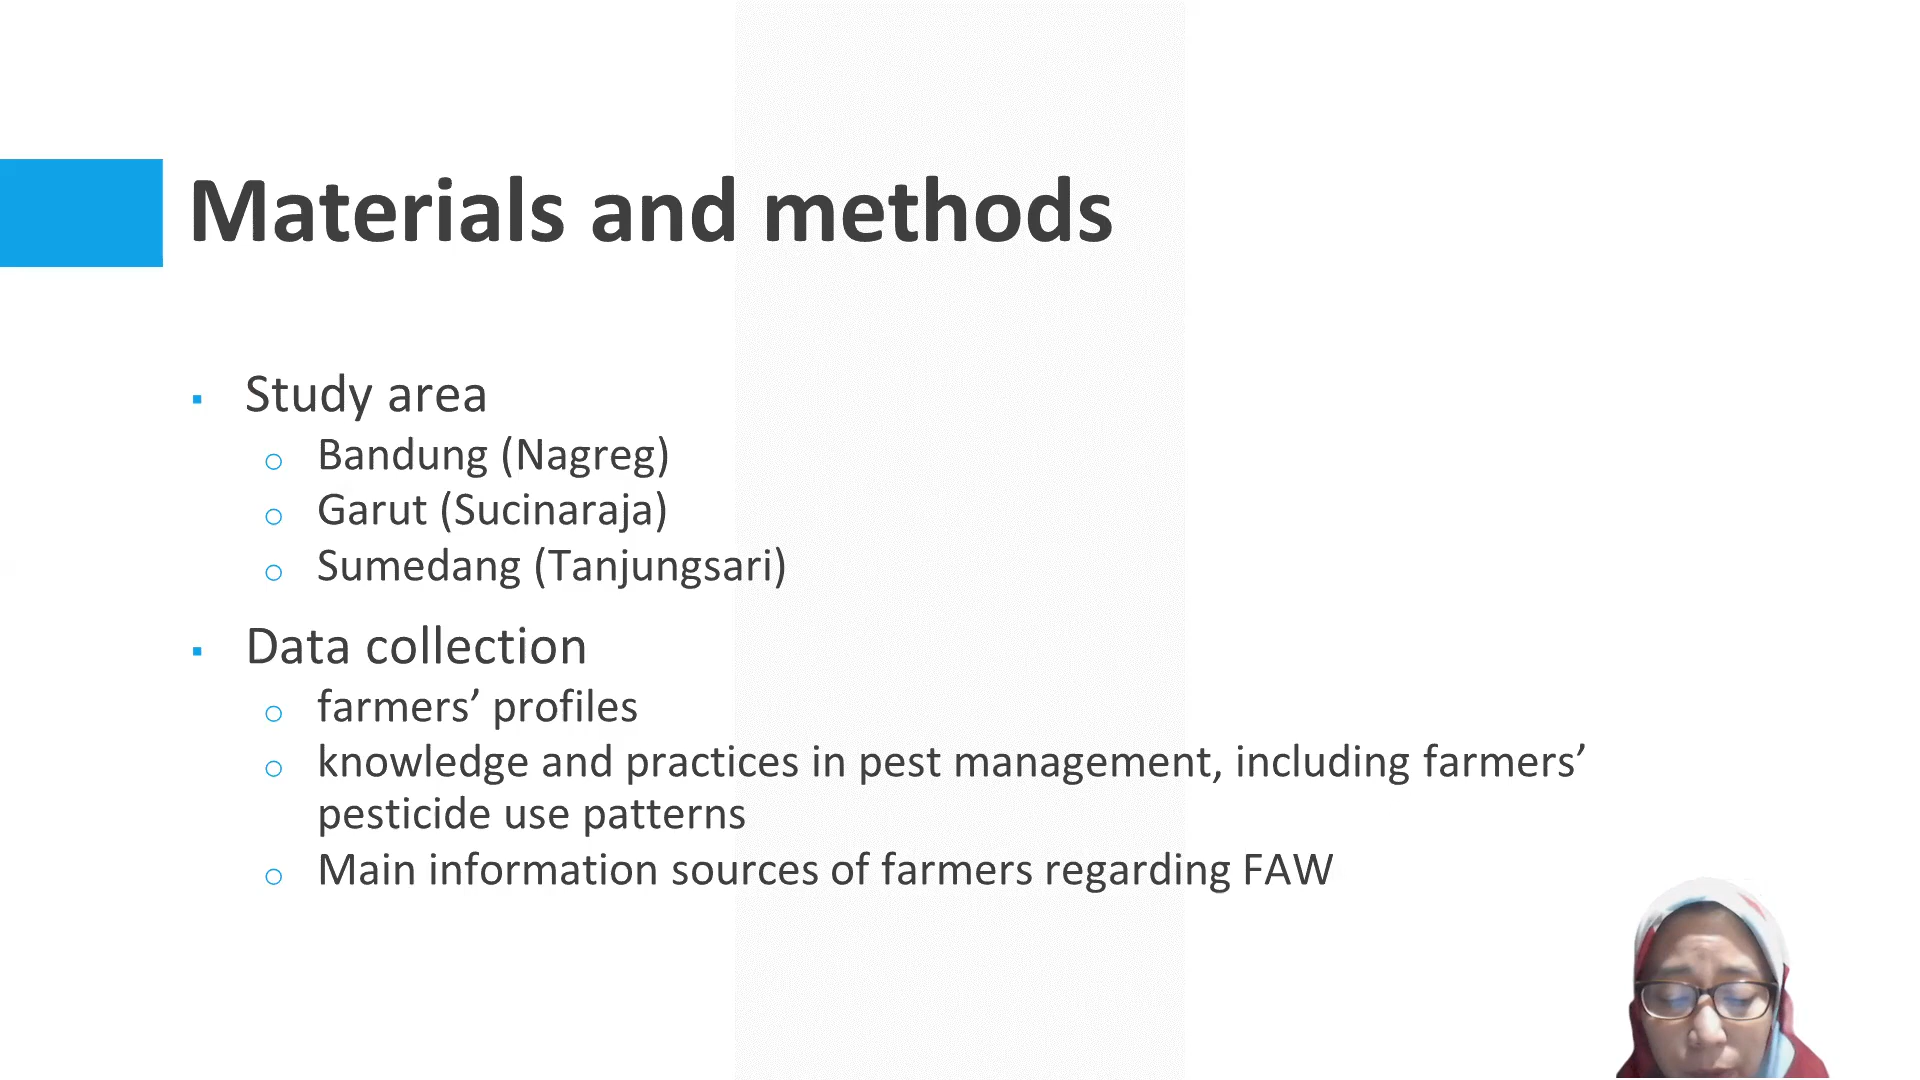 Materials and methods
Study area
Bandung (Nagreg)
Garut (Sucinaraja)
Sumedang (Tanjungsari)
Data collection
farmers’ profiles
knowledge and practices in pest management, including farmers’
pesticide use patterns
Main information sources of farmers regarding FAW